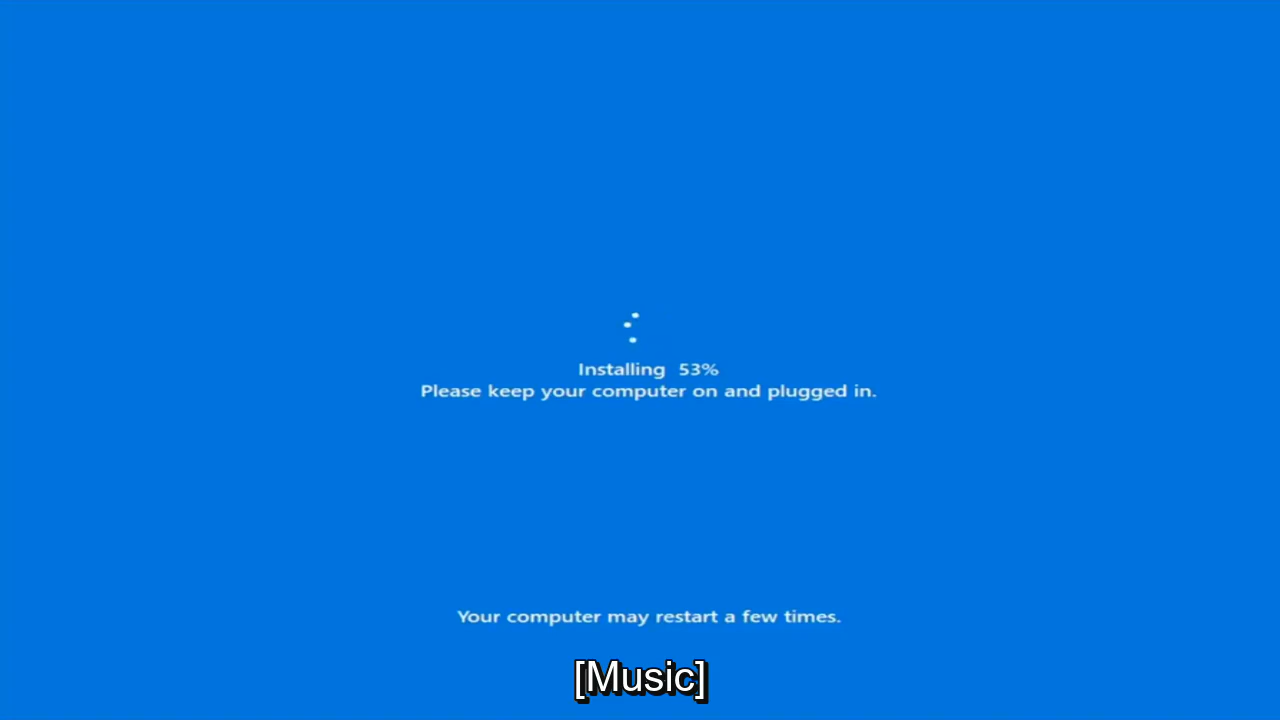 Installing 53%
Please keep your computer on and plugged in.
Your computer may restart a few times.
[Music]